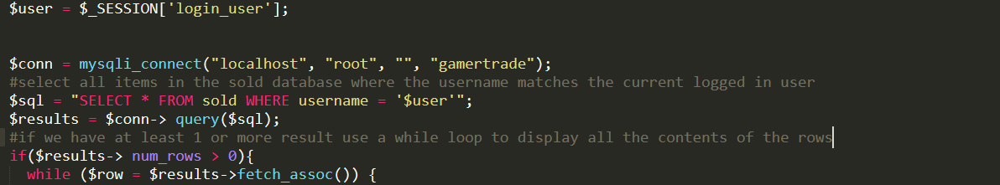 $user = $_SESSION['login_user'];
$conn = mysqli_connect("localhost", "root", "", "gamertrade");
#select all items in the sold database where the username matches the current logged in user
$sql = "SELECT * FROM sold WHERE username = '$user'";
$results = $conn-> query($sql);
#if we have at least 1 or more result use a while loop to display all the contents of the rows
if($results-> num_rows > 0){
  while ($row = $results->fetch_assoc()) {